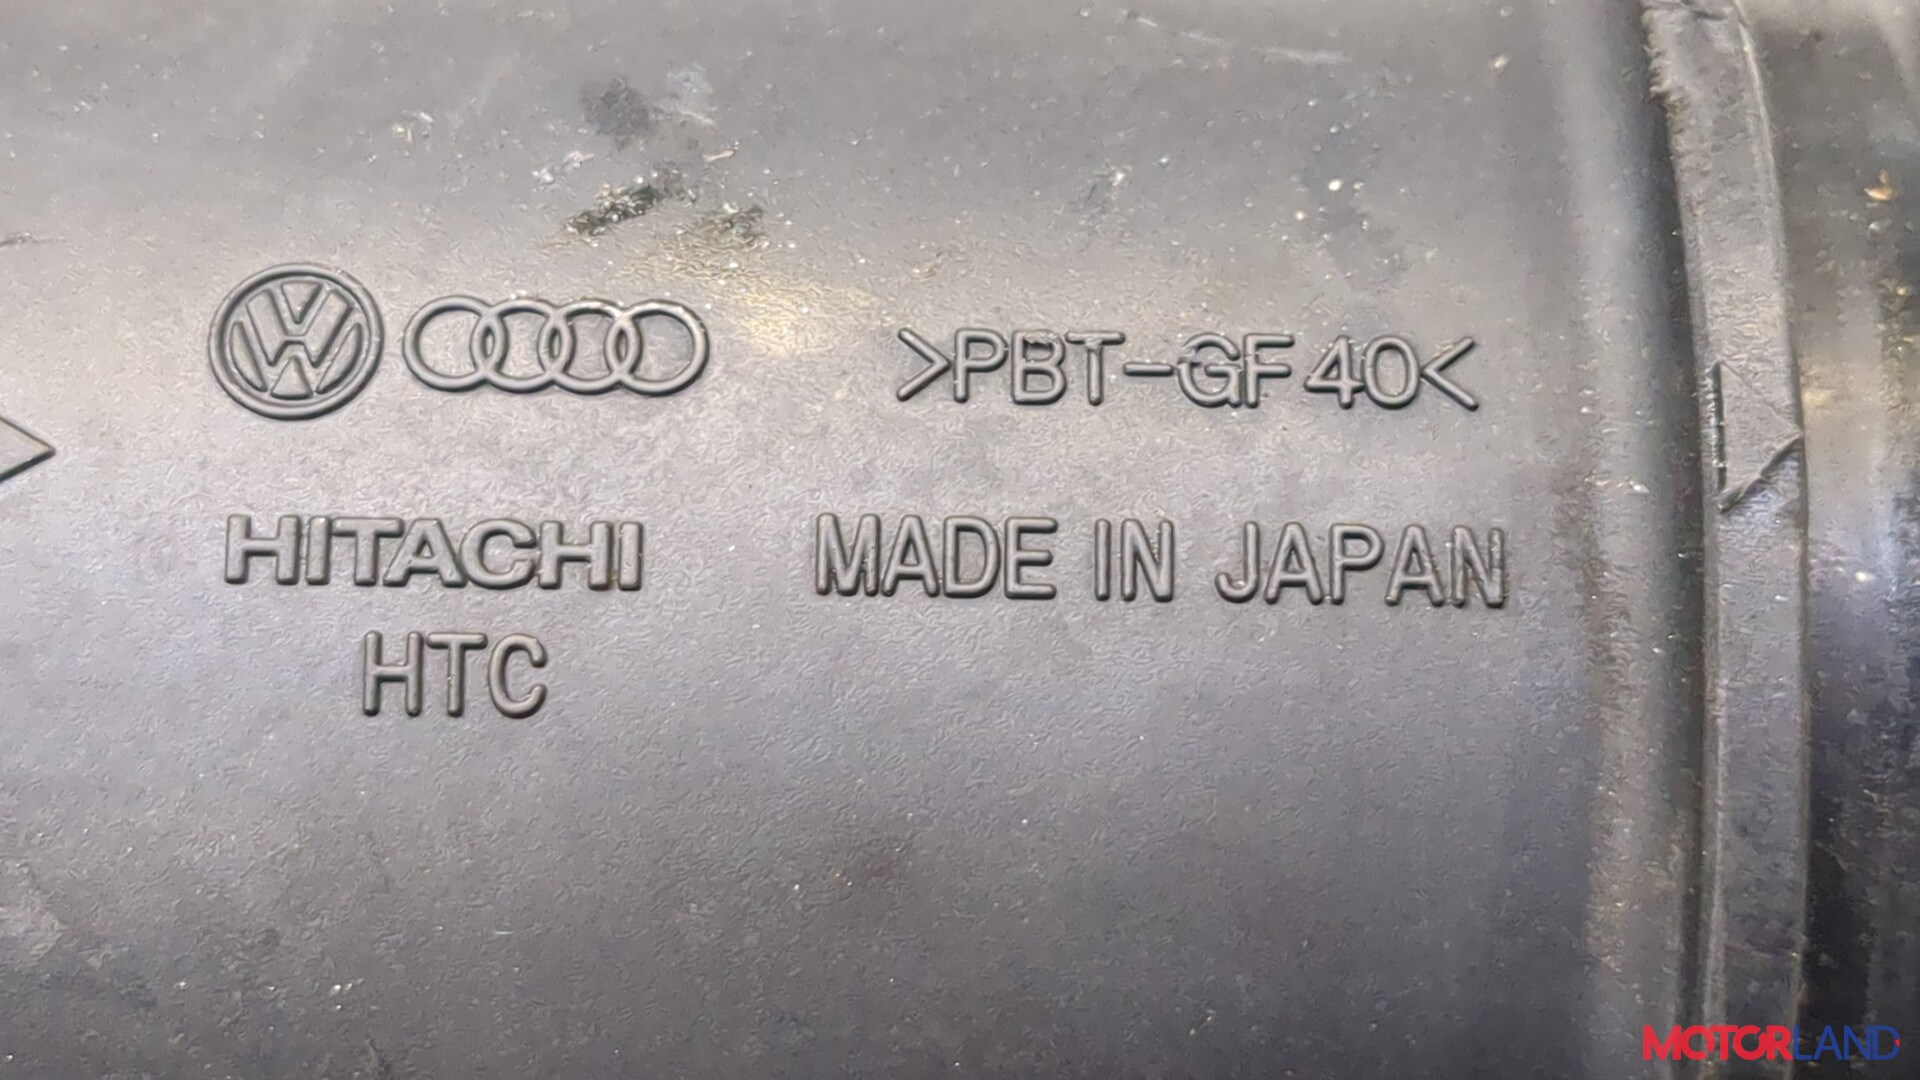 >PBT-GF40<
HITACHI MADE IN JAPAN
HTC
MOTORLAND